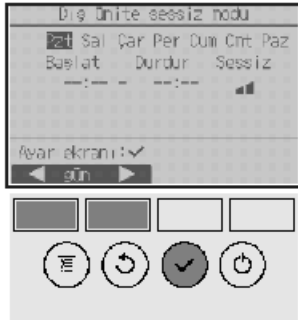 Dış ünite sessiz modu
Pzt Sal Çar Per Cum Cmt Paz
Başlat Durdur Sessiz
--:-- - --:--
Ayar ekranı:✔
◀ gün ▶